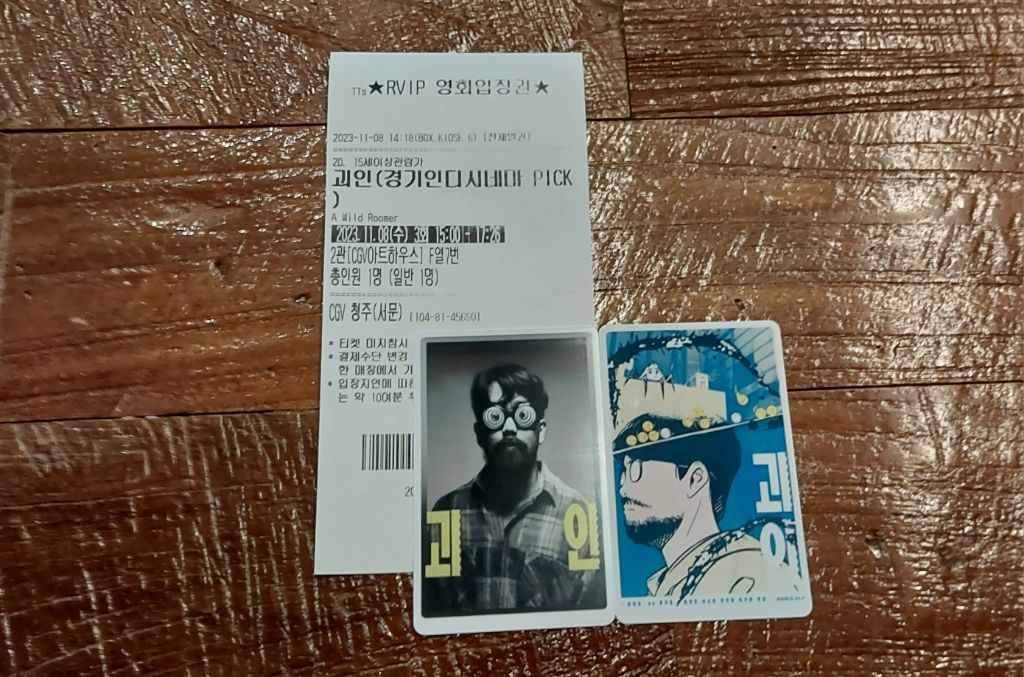 TTs★RVIP 영화입장권★
2023-11-08 14:18(BOX KIOSK 6) [전체발권]
2D. 15세이상관람가
괴인(경기인디시네마 PICK
)
A Wild Roomer
2023.11.08(수) 3회 15:00 - 17:26
2관[CGV아트하우스] F열7번
총인원 1명 (일반 1명)
CGV 청주(서문) [104-81-45690]
* 티켓 미지참시
* 결제수단 변경
한 매장에서 가
* 입장지연에 따른
는 약 10여분
20
괴인
괴인